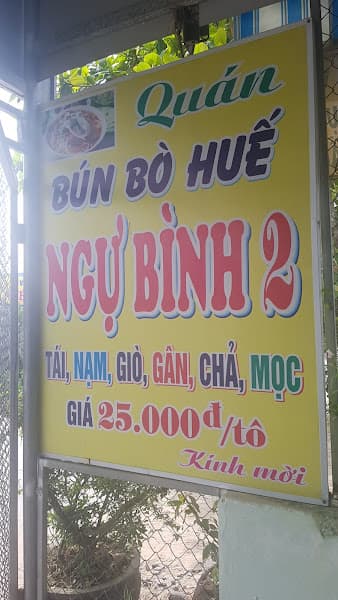 Quán
BÚN BÒ HUẾ
NGỰ BÌNH 2
TÁI, NẠM, GIÒ, GÂN, CHẢ, MỌC
GIÁ 25.000đ/tô
Kính mời